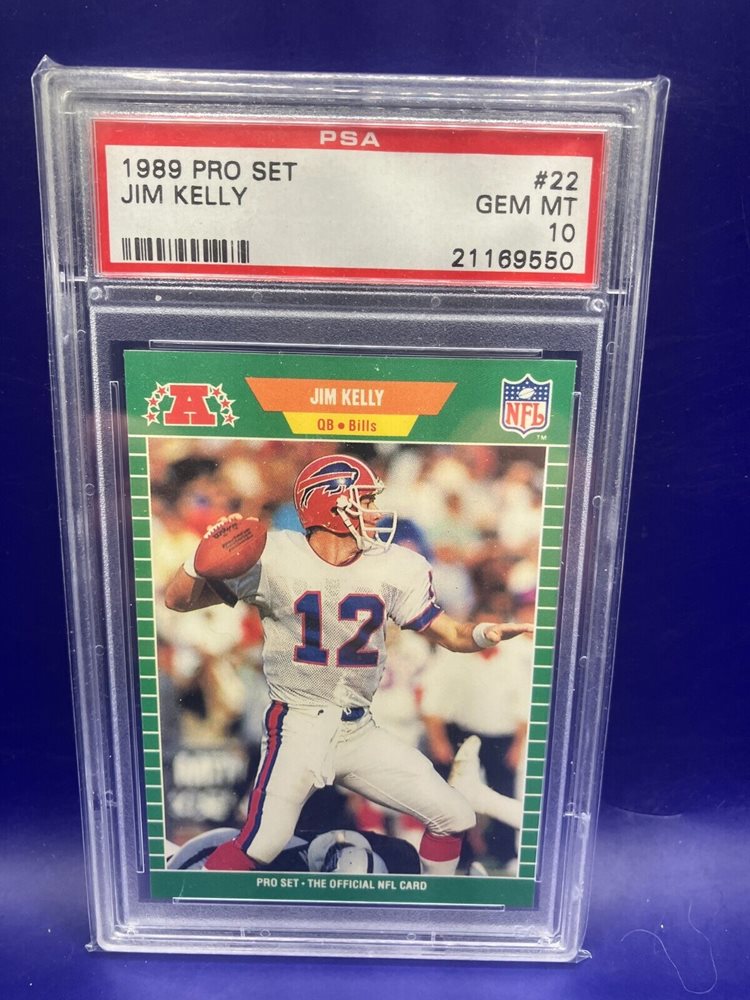 PSA
1989 PRO SET #22
JIM KELLY GEM MT
10
21169550
A
JIM KELLY
QB • Bills
NFL
TM
12
PRO SET • THE OFFICIAL NFL CARD